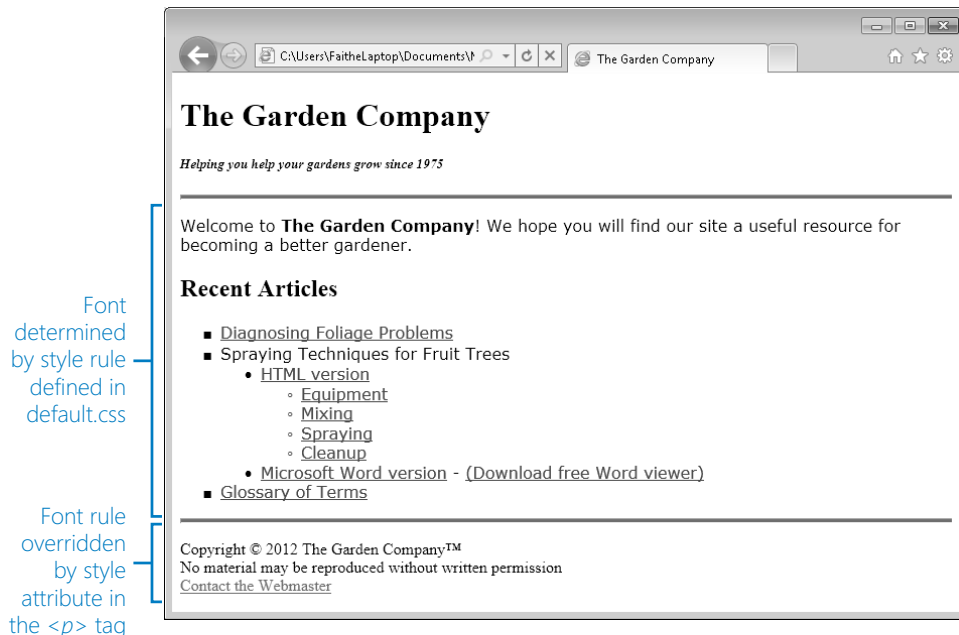 C:\Users\FaitheLaptop\Documents\
The Garden Company
The Garden Company
Helping you help your gardens grow since 1975
Welcome to The Garden Company! We hope you will find our site a useful resource for
becoming a better gardener.
Recent Articles
Diagnosing Foliage Problems
Spraying Techniques for Fruit Trees
HTML version
Equipment
Mixing
Spraying
Cleanup
Microsoft Word version - (Download free Word viewer)
Glossary of Terms
Copyright © 2012 The Garden Company™
No material may be reproduced without written permission
Contact the Webmaster
Font
determined
by style rule
defined in
default.css
Font rule
overridden
by style
attribute in
the <p> tag